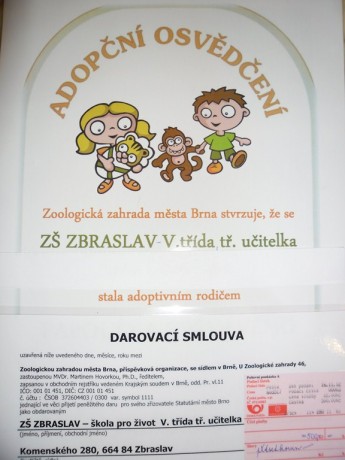 ADOPČNÍ OSVĚDČENÍ
Zoologická zahrada města Brna stvrzuje, že se
ZŠ ZBRASLAV V.třída,tř. učitelka
stala adoptivním rodičem
DAROVACÍ SMLOUVA
uzavřená níže uvedeného dne, měsíce, roku mezi
Zoologickou zahradou města Brna, příspěvková organizace, se sídlem v Brně, U Zoologické zahrady 46,
zastoupenou MVDr. Martinem Hovorkou, Ph.D., ředitelem,
zapsanou v obchodním rejstříku vedeném Krajským soudem v Brně, odd. Pr. vl.11
IČO: 001 01 451, DIČ: CZ 001 01 451
č. účtu : ČSOB 372604403 / 0300 var. symbol 1111
jednající ve věci přijetí peněžitého daru pro svého zřizovatele Statutární město Brno
jako obdarovaným
ZŠ ZBRASLAV – škola pro život V. třída tř. učitelka
(jméno, příjmení, obchodní jméno)
Komenského 280, 664 84 Zbraslav